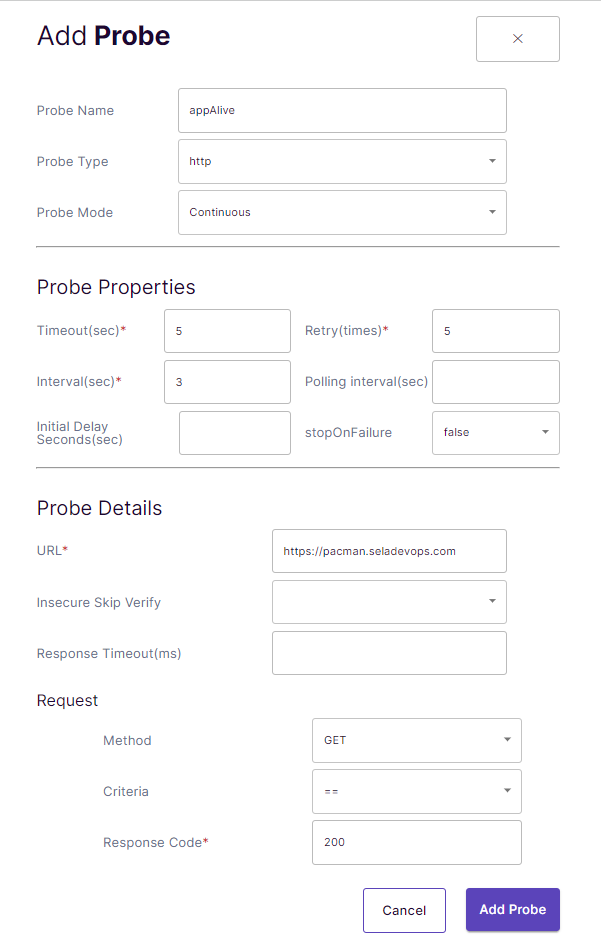 Add Probe
×
Probe Name appAlive
Probe Type http
Probe Mode Continuous
Probe Properties
Timeout(sec)* 5 Retry(times)* 5
Interval(sec)* 3 Polling interval(sec)
Initial Delay
Seconds(sec)
stopOnFailure false
Probe Details
URL* https://pacman.seladevops.com
Insecure Skip Verify
Response Timeout(ms)
Request
Method GET
Criteria ==
Response Code* 200
Cancel Add Probe